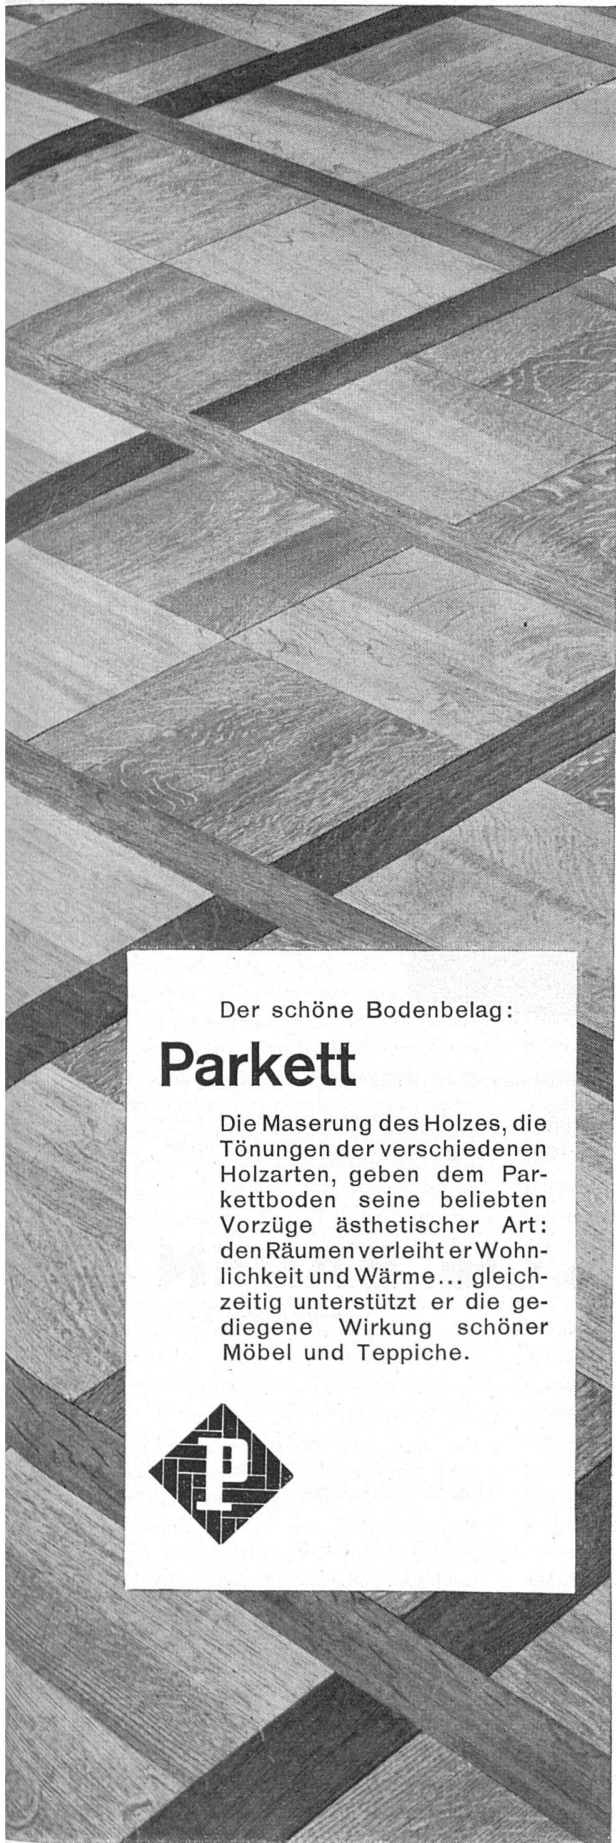 Der schöne Bodenbelag:
Parkett
Die Maserung des Holzes, die
Tönungen der verschiedenen
Holzarten, geben dem Par-
kettboden seine beliebten
Vorzüge ästhetischer Art:
den Räumen verleiht er Wohn-
lichkeit und Wärme... gleich-
zeitig unterstützt er die ge-
diegene Wirkung schöner
Möbel und Teppiche.
P